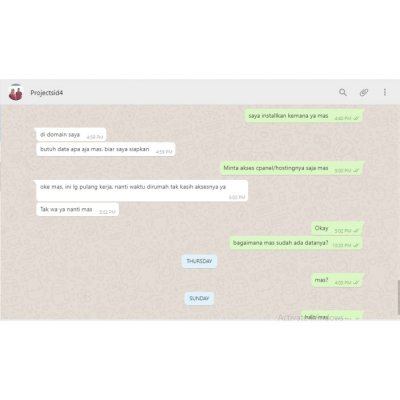 Projectsid4
saya installkan kemana ya mas
4:40 PM
di domain saya
4:59 PM
butuh data apa aja mas, biar saya siapkan
4:59 PM
Minta akses cpanel/hostingnya saja mas
5:00 PM
oke mas, ini lg pulang kerja, nanti waktu dirumah tak kasih aksesnya ya
5:02 PM
Tak wa ya nanti mas
5:02 PM
Okay
5:02 PM
bagaimana mas sudah ada datanya?
10:33 PM
THURSDAY
mas?
4:05 PM
SUNDAY
halo mas
Activate Windows